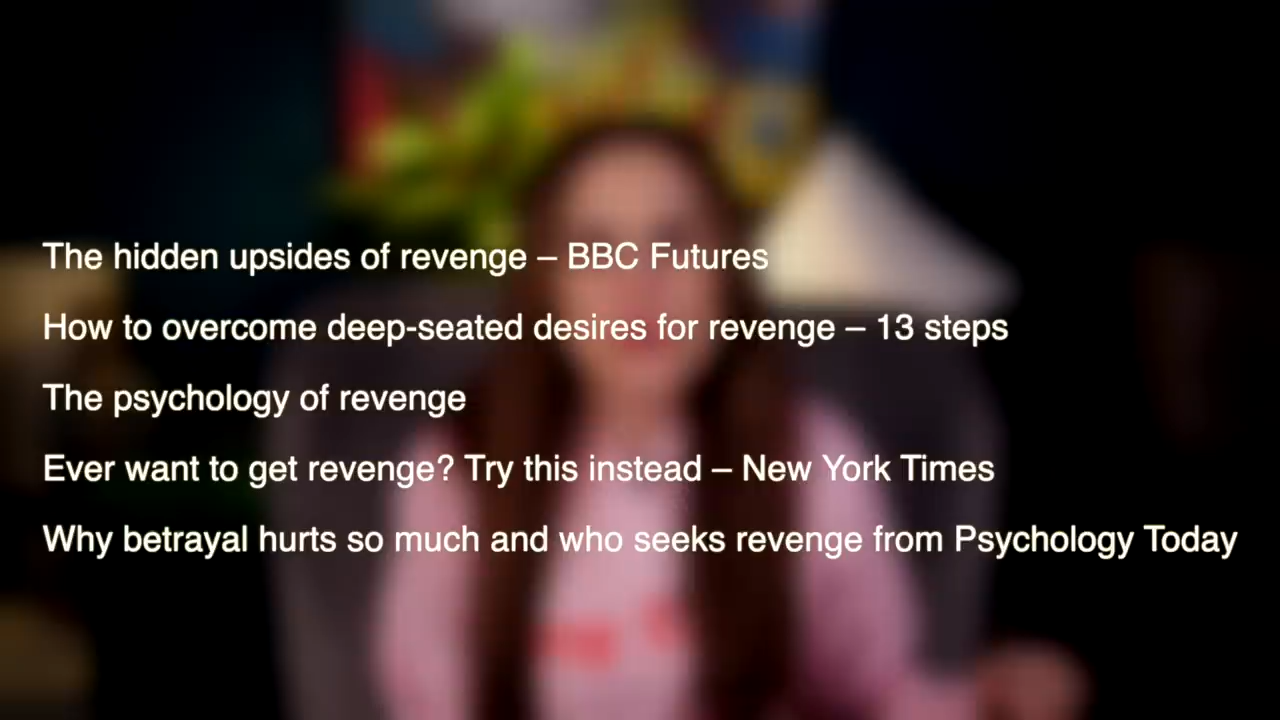 The hidden upsides of revenge – BBC Futures
How to overcome deep-seated desires for revenge – 13 steps
The psychology of revenge
Ever want to get revenge? Try this instead – New York Times
Why betrayal hurts so much and who seeks revenge from Psychology Today